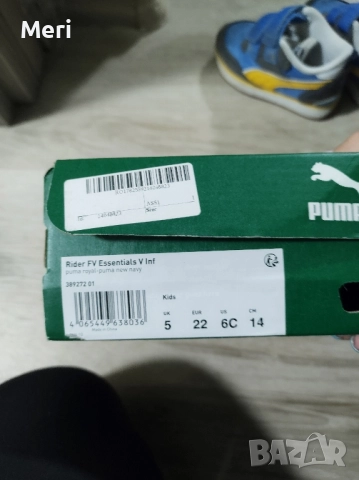 Meri
PUMA
Rider FV Essentials V Inf
puma royal-puma new navy
389272 01
Kids
UK EUR US CM
5 22 6C 14
4 065449 638036
BAZAR